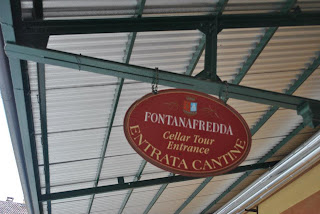 FONTANAFREDDA
Cellar Tour
Entrance
ENTRATA CANTINE